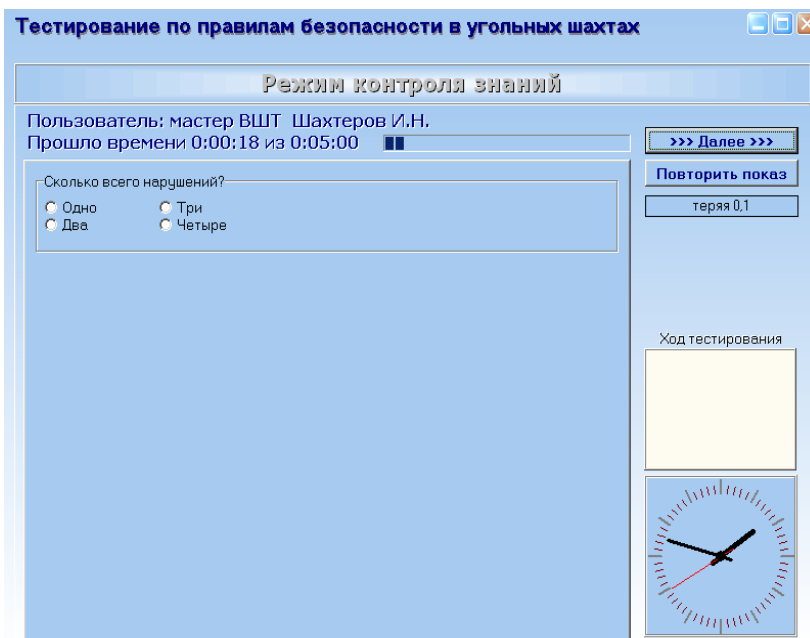 Тестирование по правилам безопасности в угольных шахтах
Режим контроля знаний
Пользователь: мастер ВШТ Шахтеров И.Н.
Прошло времени 0:00:18 из 0:05:00
>>> Далее >>>
Повторить показ
теряя 0,1
Сколько всего нарушений?
Одно Три
Два Четыре
Ход тестирования